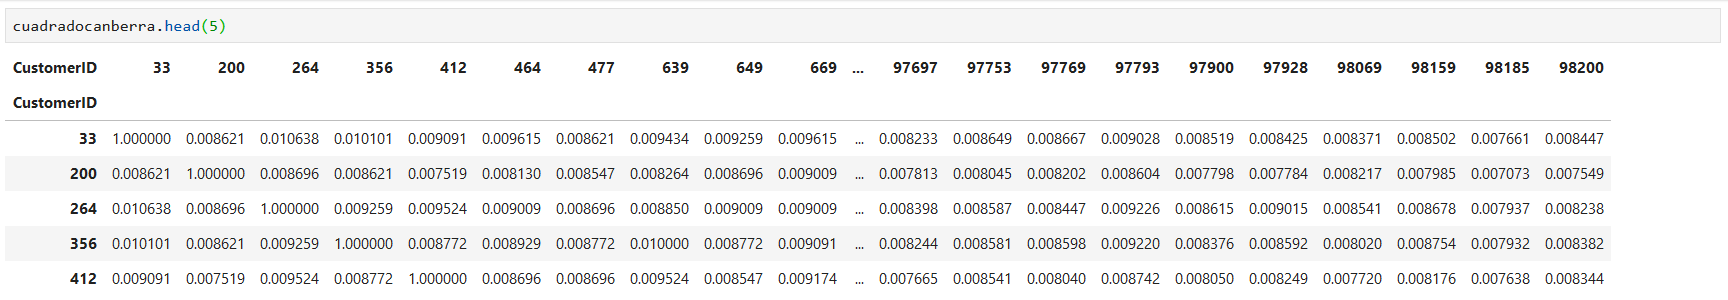 cuadradocanberra.head(5)
CustomerID 33 200 264 356 412 464 477 639 649 669 ... 97697 97753 97769 97793 97900 97928 98069 98159 98185 98200
CustomerID
33 1.000000 0.008621 0.010638 0.010101 0.009091 0.009615 0.008621 0.009434 0.009259 0.009615 ... 0.008233 0.008649 0.008667 0.009028 0.008519 0.008425 0.008371 0.008502 0.007661 0.008447
200 0.008621 1.000000 0.008696 0.008621 0.007519 0.008130 0.008547 0.008264 0.008696 0.009009 ... 0.007813 0.008045 0.008202 0.008604 0.007798 0.007784 0.008217 0.007985 0.007073 0.007549
264 0.010638 0.008696 1.000000 0.009259 0.009524 0.009009 0.008696 0.008850 0.009009 0.009009 ... 0.008398 0.008587 0.008447 0.009226 0.008615 0.009015 0.008541 0.008678 0.007937 0.008238
356 0.010101 0.008621 0.009259 1.000000 0.008772 0.008929 0.008772 0.010000 0.008772 0.009091 ... 0.008244 0.008581 0.008598 0.009220 0.008376 0.008592 0.008020 0.008754 0.007932 0.008382
412 0.009091 0.007519 0.009524 0.008772 1.000000 0.008696 0.008696 0.009524 0.008547 0.009174 ... 0.007665 0.008541 0.008040 0.008742 0.008050 0.008249 0.007720 0.008176 0.007638 0.008344